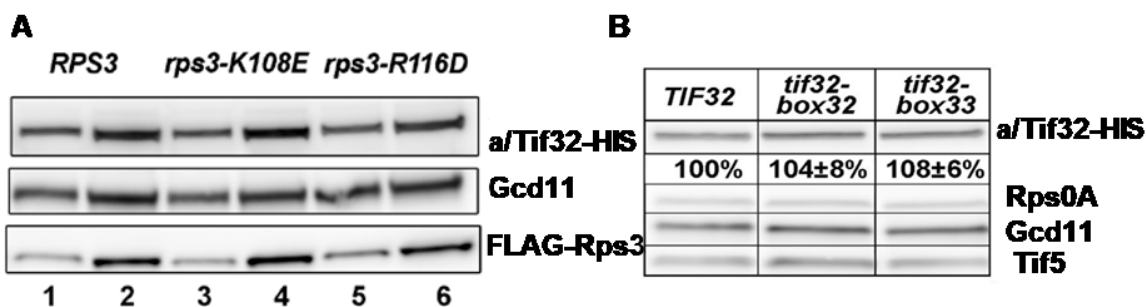 A
RPS3 rps3-K108E rps3-R116D
a/Tif32-HIS
Gcd11
FLAG-Rps3
1 2 3 4 5 6
B
TIF32 tif32-box32 tif32-box33
a/Tif32-HIS
100% 104±8% 108±6%
Rps0A
Gcd11
Tif5